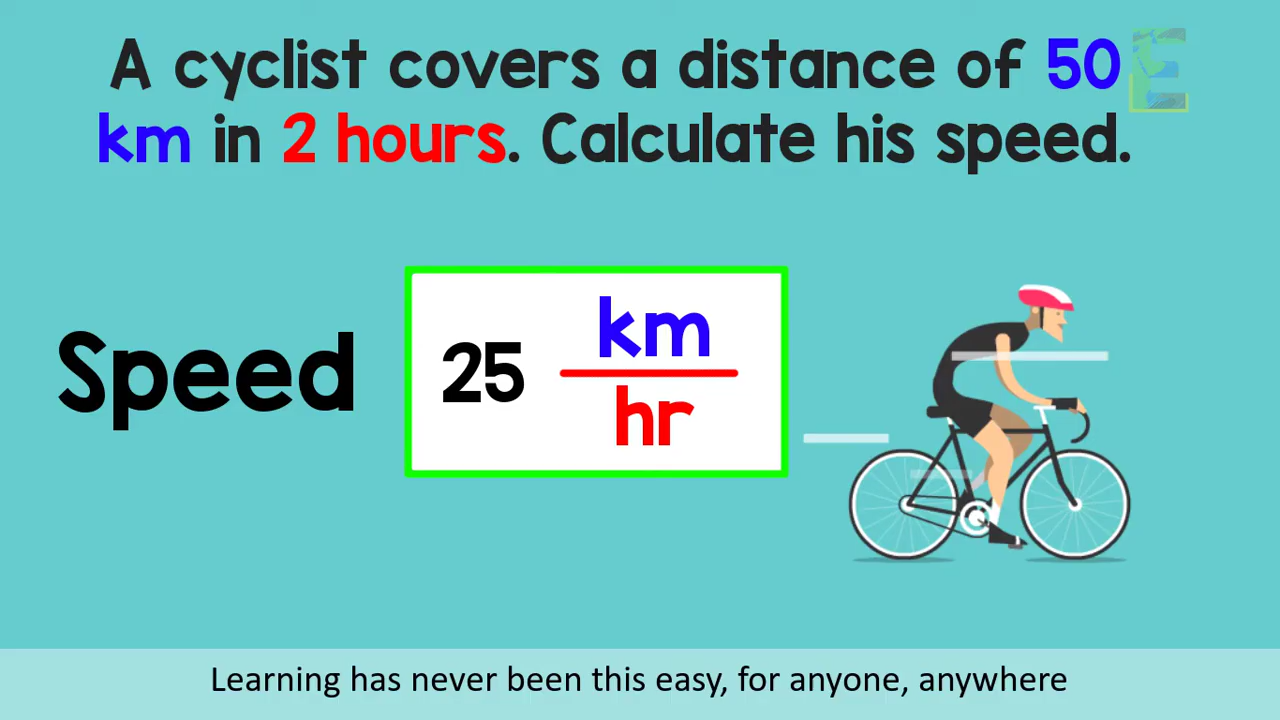 A cyclist covers a distance of 50
km in 2 hours. Calculate his speed.
Speed
25 km
hr
Learning has never been this easy, for anyone, anywhere